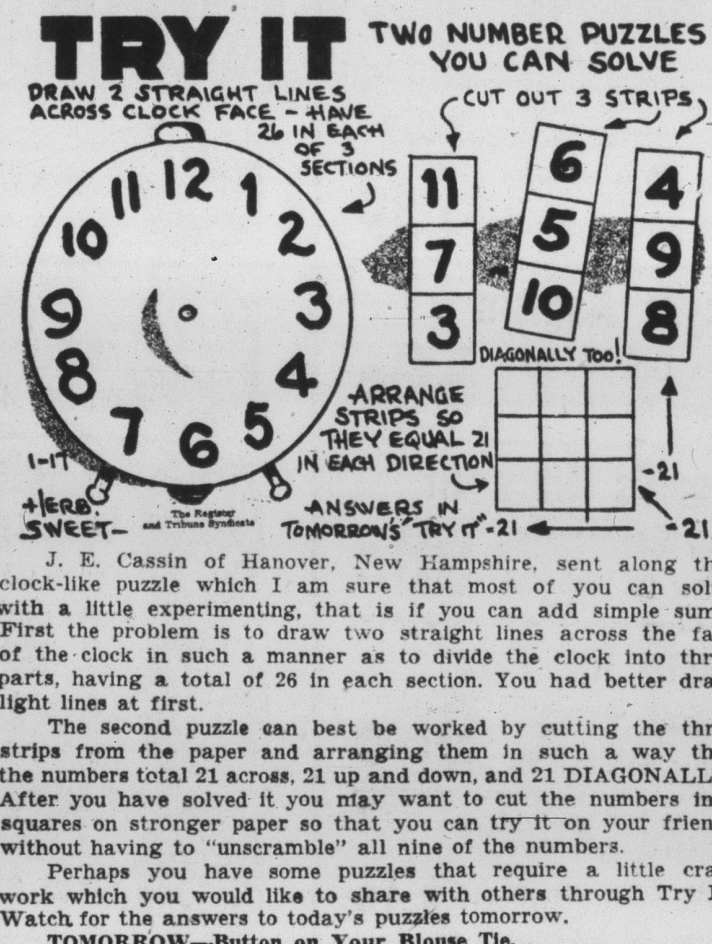 TRY IT
TWO NUMBER PUZZLES
YOU CAN SOLVE
DRAW 2 STRAIGHT LINES
ACROSS CLOCK FACE - HAVE
26 IN EACH
OF 3
SECTIONS
CUT OUT 3 STRIPS
12
11 1
10 2
9 3
8 4
7 6 5
11
7
3
6
5
10
4
9
8
DIAGONALLY TOO!
ARRANGE
STRIPS SO
THEY EQUAL 21
IN EACH DIRECTION
-21
1-17
HERB.
SWEET-
The Register
and Tribune Syndicate
ANSWERS IN
TOMORROW'S "TRY IT"
=21
-21
J. E. Cassin of Hanover, New Hampshire, sent along th
clock-like puzzle which I am sure that most of you can sol
with a little experimenting, that is if you can add simple sum
First the problem is to draw two straight lines across the fa
of the clock in such a manner as to divide the clock into thr
parts, having a total of 26 in each section. You had better dra
light lines at first.
The second puzzle can best be worked by cutting the thr
strips from the paper and arranging them in such a way th
the numbers total 21 across, 21 up and down, and 21 DIAGONALL
After you have solved it you may want to cut the numbers in
squares on stronger paper so that you can try it on your frien
without having to "unscramble" all nine of the numbers.
Perhaps you have some puzzles that require a little cra
work which you would like to share with others through Try I
Watch for the answers to today's puzzles tomorrow.
TOMORROW—Button on Your Blouse Tie.